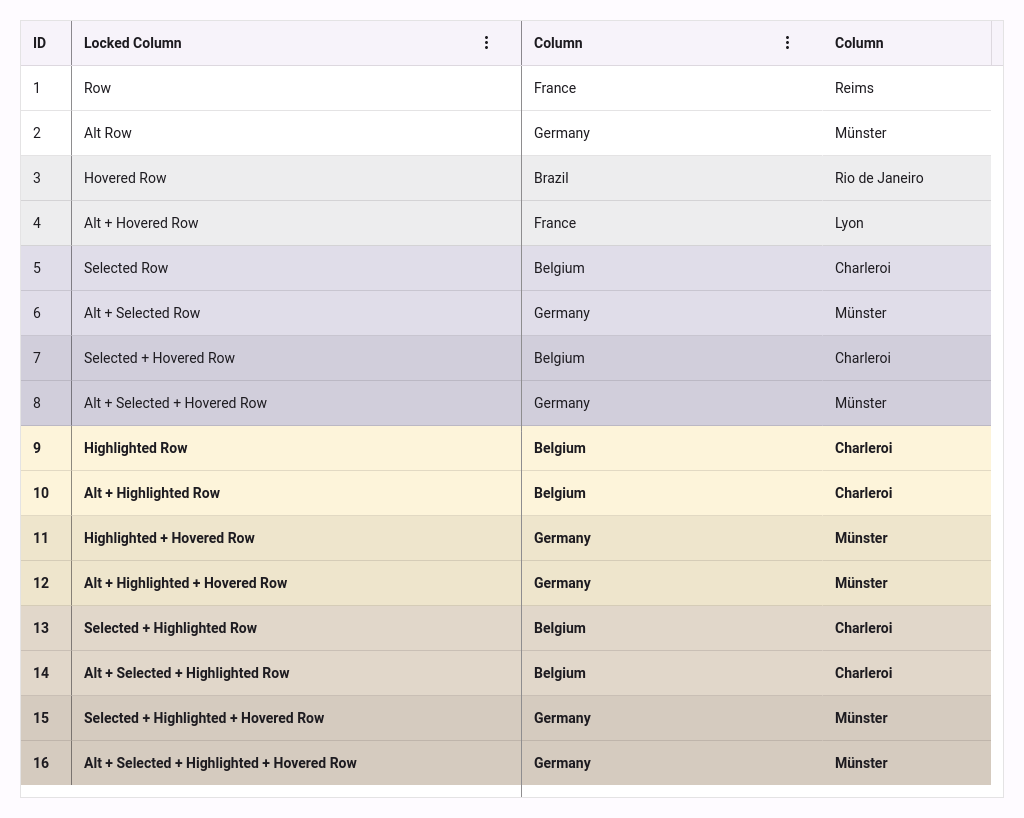 ID Locked Column Column Column
1 Row France Reims
2 Alt Row Germany Münster
3 Hovered Row Brazil Rio de Janeiro
4 Alt + Hovered Row France Lyon
5 Selected Row Belgium Charleroi
6 Alt + Selected Row Germany Münster
7 Selected + Hovered Row Belgium Charleroi
8 Alt + Selected + Hovered Row Germany Münster
9 Highlighted Row Belgium Charleroi
10 Alt + Highlighted Row Belgium Charleroi
11 Highlighted + Hovered Row Germany Münster
12 Alt + Highlighted + Hovered Row Germany Münster
13 Selected + Highlighted Row Belgium Charleroi
14 Alt + Selected + Highlighted Row Belgium Charleroi
15 Selected + Highlighted + Hovered Row Germany Münster
16 Alt + Selected + Highlighted + Hovered Row Germany Münster